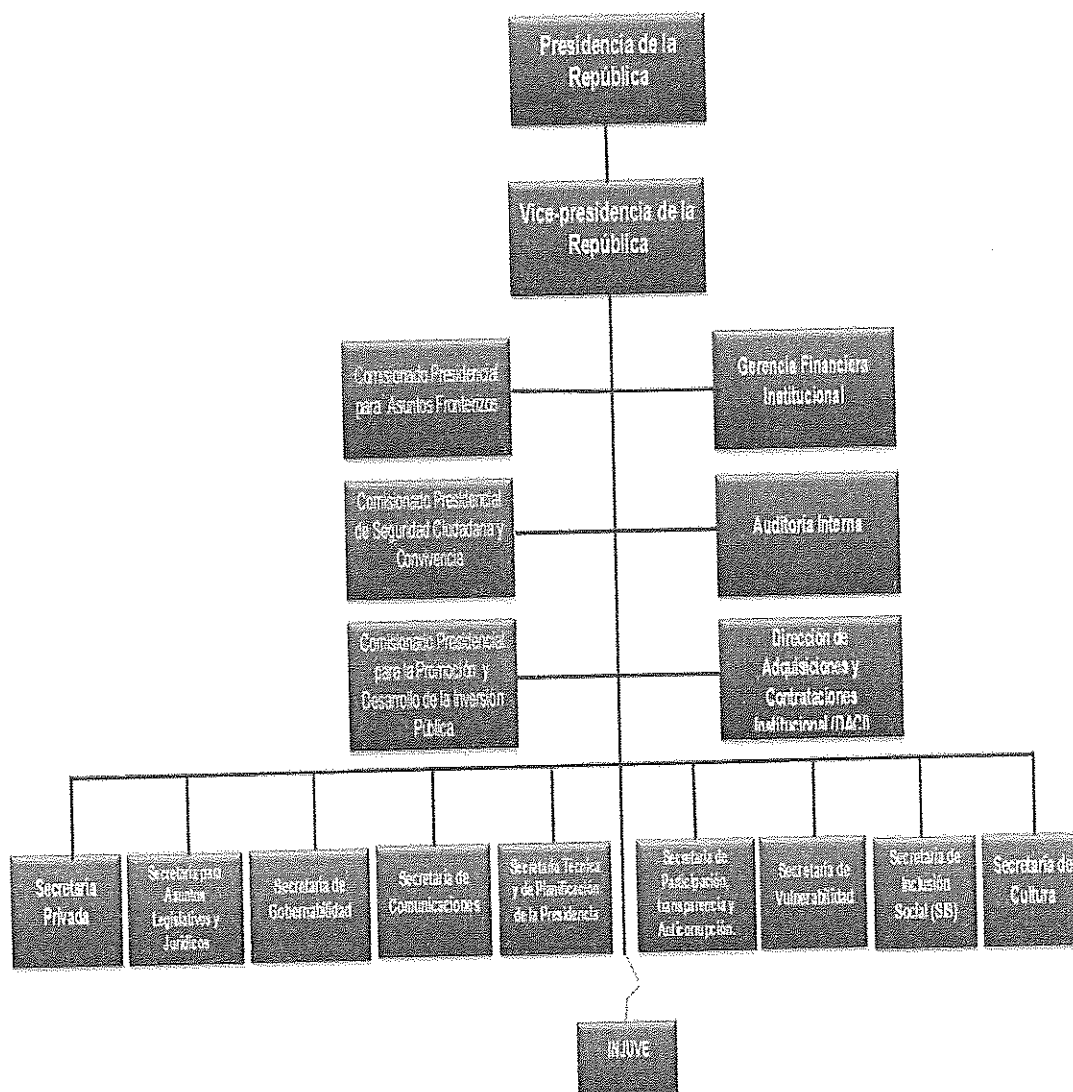 Presidencia de la
República
Vice-presidencia de la
República
Comisionado Presidencial
para Asuntos Fronterizos
Gerencia Financiera
Institucional
Comisionado Presidencial
de Seguridad Ciudadana y
Convivencia
Auditoría Interna
Comisionado Presidencial
para la Promoción y
Desarrollo de la Inversión
Pública
Dirección de
Adquisiciones y
Contrataciones
Institucional (DACI)
Secretaría
Privada
Secretaría para
Asuntos
Legislativos y
Jurídicos
Secretaría de
Gobernabilidad
Secretaría de
Comunicaciones
Secretaría Técnica
y de Planificación
de la Presidencia
Secretaría de
Participación,
transparencia y
Anticorrupción.
Secretaría de
Vulnerabilidad
Secretaría de
Inclusión
Social (SIS)
Secretaría de
Cultura
INJUVE